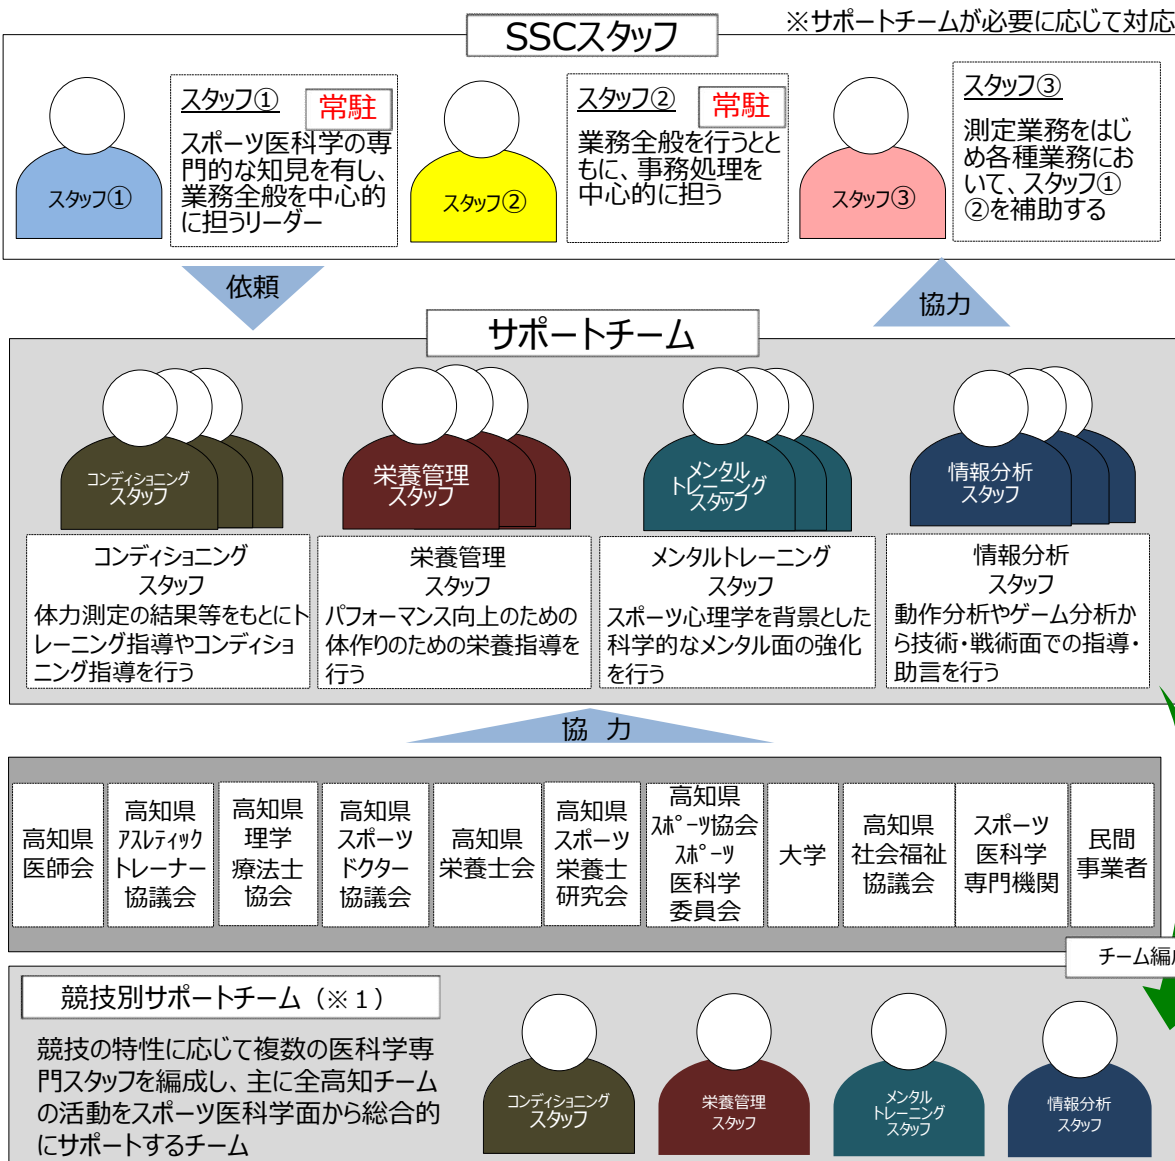 SSCスタッフ
※サポートチームが必要に応じて対応
スタッフ①
スタッフ①
常駐
スポーツ医科学の専
門的な知見を有し、
業務全般を中心的
に担うリーダー
スタッフ②
スタッフ②
常駐
業務全般を行うとと
もに、事務処理を
中心的に担う
スタッフ③
スタッフ③
測定業務をはじ
め各種業務にお
いて、スタッフ①
②を補助する
依頼
協力
サポートチーム
コンディショニング
スタッフ
栄養管理
スタッフ
メンタル
トレーニング
スタッフ
情報分析
スタッフ
コンディショニング
スタッフ
体力測定の結果等をもとにト
レーニング指導やコンディショ
ニング指導を行う
栄養管理
スタッフ
パフォーマンス向上のための
体作りのための栄養指導を
行う
メンタルトレーニング
スタッフ
スポーツ心理学を背景とした
科学的なメンタル面の強化
を行う
情報分析
スタッフ
動作分析やゲーム分析か
ら技術・戦術面での指導・
助言を行う
協 力
高知県
医師会
高知県
アスレティック
トレーナー
協議会
高知県
理学
療法士
協会
高知県
スポーツ
ドクター
協議会
高知県
栄養士会
高知県
スポーツ
栄養士
研究会
高知県
スポーツ協会
スポーツ
医科学
委員会
大学
高知県
社会福祉
協議会
スポーツ
医科学
専門機関
民間
事業者
チーム編
競技別サポートチーム（※１）
競技の特性に応じて複数の医科学専
門スタッフを編成し、主に全高知チーム
の活動をスポーツ医科学面から総合的
にサポートするチーム
コンディショニング
スタッフ
栄養管理
スタッフ
メンタル
トレーニング
スタッフ
情報分析
スタッフ